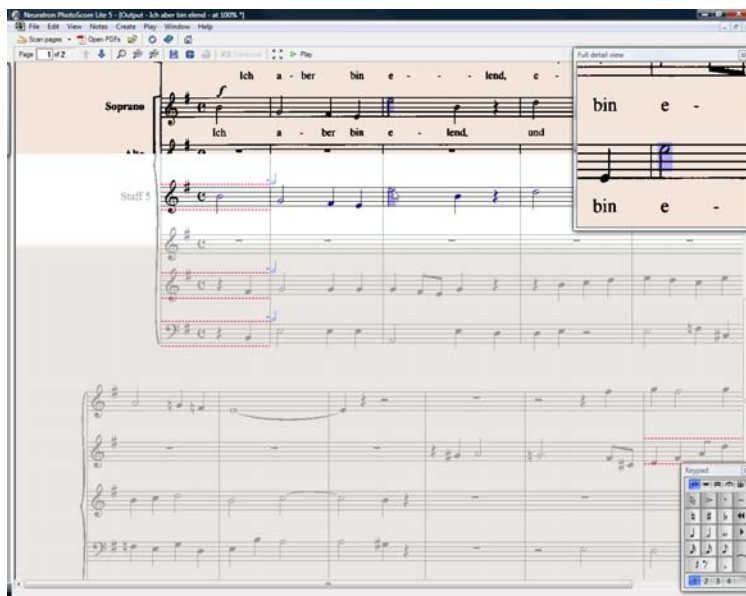 Neuratron PhotoScore Lite 5 - [Output - Ich aber bin elend - at 100% *]
File Edit View Notes Create Play Window Help
Scan pages Open PDFs
Page 1 of 2 Play
Full detail view
Ich a - ber bin e - lend, e -
Soprano
Ich a - ber bin e - lend, und
bin e -
bin e -
Staff 5
Keypad
1 2 3 4